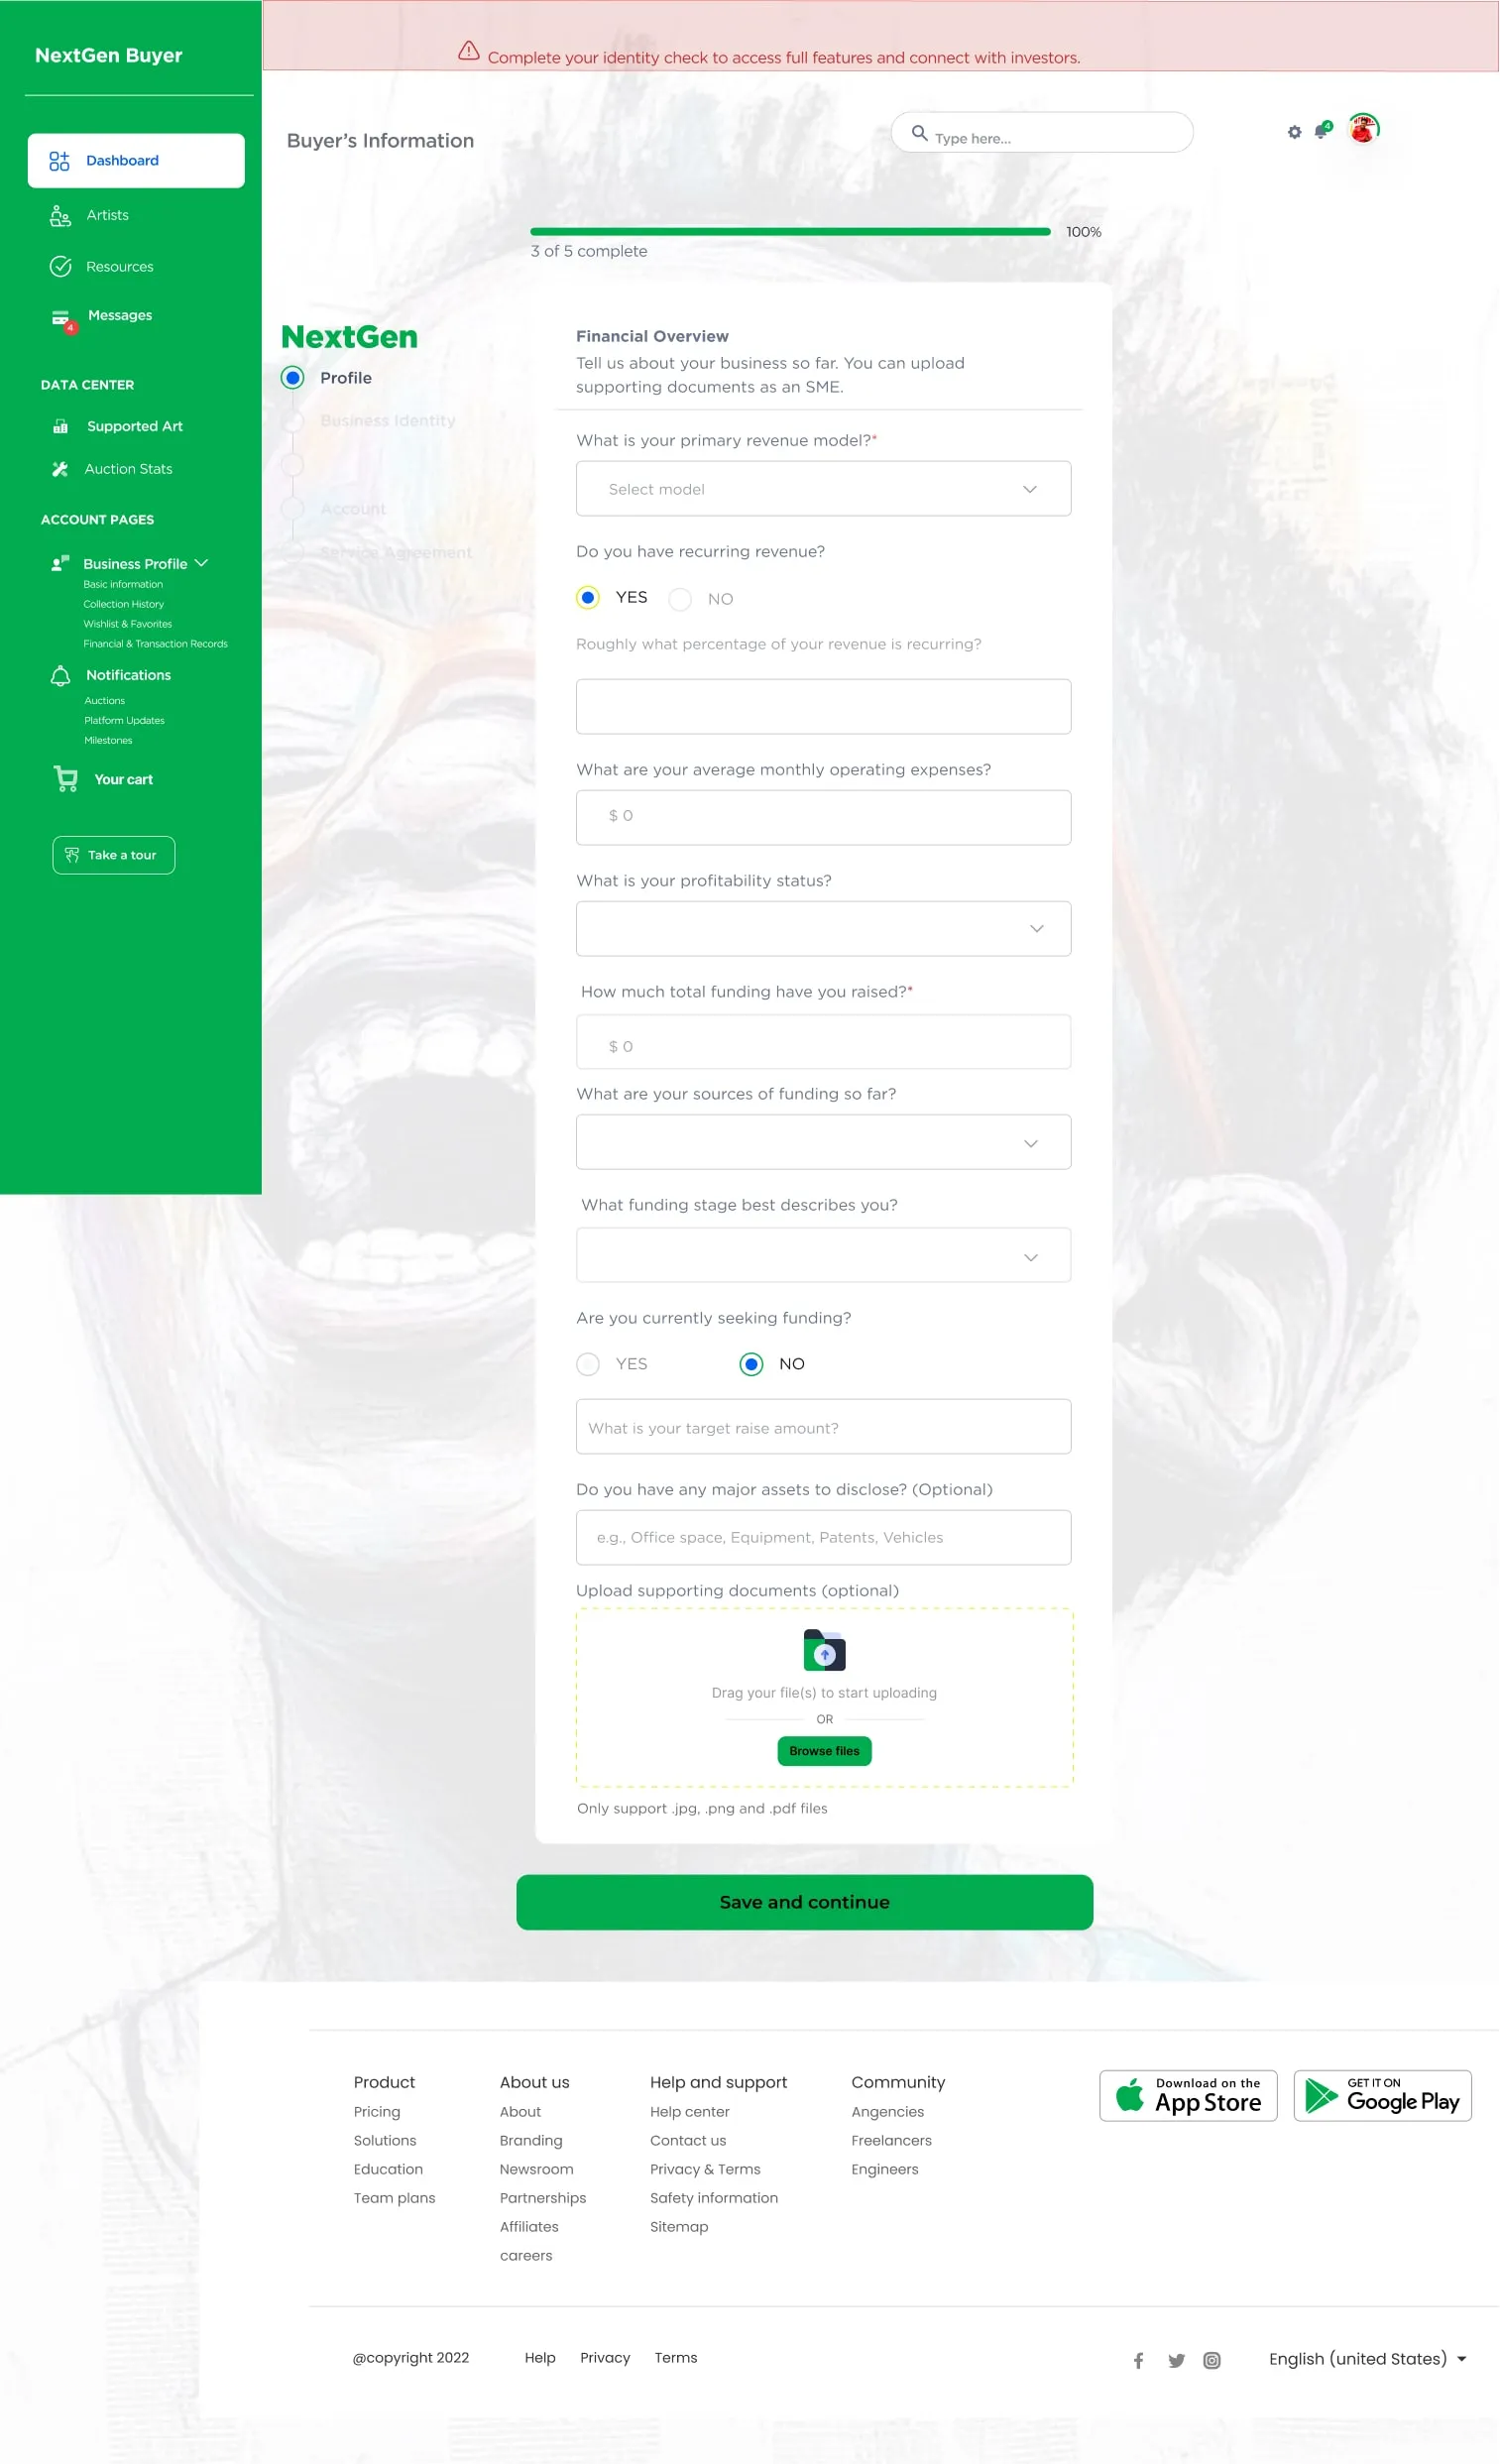 NextGen Buyer
Complete your identity check to access full features and connect with investors.
Dashboard
Artists
Resources
Messages
4
DATA CENTER
Supported Art
Auction Stats
ACCOUNT PAGES
Business Profile
Basic information
Collection History
Wishlist & Favorites
Financial & Transaction Records
Notifications
Auctions
Platform Updates
Milestones
Your cart
Take a tour
Buyer's Information
Type here...
4
100%
3 of 5 complete
NextGen
Profile
Business Identity
Account
Service Agreement
Financial Overview
Tell us about your business so far. You can upload
supporting documents as an SME.
What is your primary revenue model?*
Select model
Do you have recurring revenue?
YES NO
Roughly what percentage of your revenue is recurring?
What are your average monthly operating expenses?
$ 0
What is your profitability status?
How much total funding have you raised?*
$ 0
What are your sources of funding so far?
What funding stage best describes you?
Are you currently seeking funding?
YES NO
What is your target raise amount?
Do you have any major assets to disclose? (Optional)
e.g., Office space, Equipment, Patents, Vehicles
Upload supporting documents (optional)
Drag your file(s) to start uploading
OR
Browse files
Only support .jpg, .png and .pdf files
Save and continue
Product
Pricing
Solutions
Education
Team plans
About us
About
Branding
Newsroom
Partnerships
Affiliates
careers
Help and support
Help center
Contact us
Privacy & Terms
Safety information
Sitemap
Community
Angencies
Freelancers
Engineers
Download on the
App Store
GET IT ON
Google Play
@copyright 2022
Help Privacy Terms
English (united States)